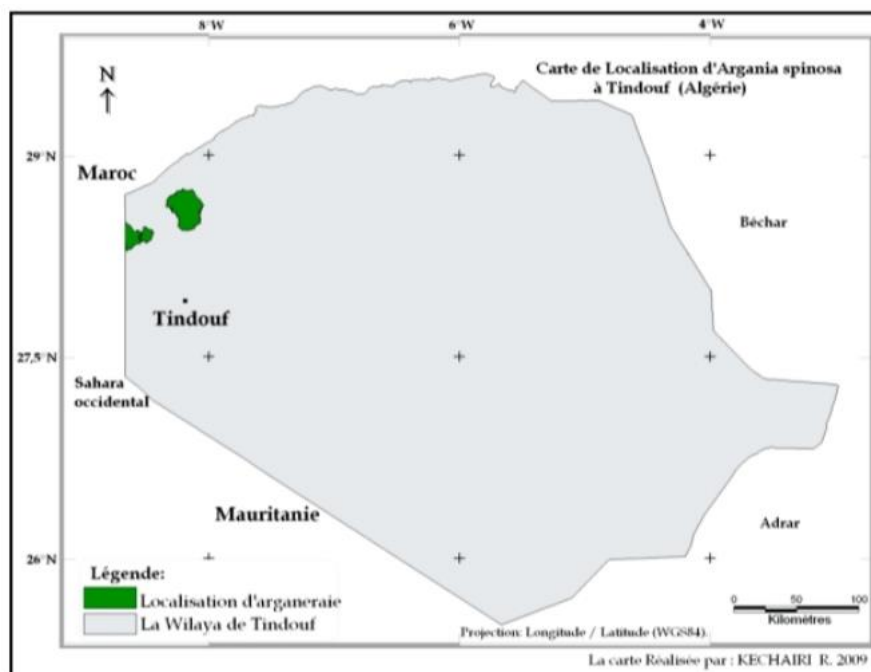 8°W 6°W 4°W
N
Carte de Localisation d'Argania spinosa
à Tindouf (Algérie)
29°N
Maroc
Béchar
Tindouf
27,5°N
Sahara
occidental
Mauritanie
Adrar
26°N
Légende:
Localisation d'arganeraie
La Wilaya de Tindouf
0 50 100
Kilomètres
Projection: Longitude / Latitude (WGS84).
La carte Réalisée par : KECHAIRI R. 2009